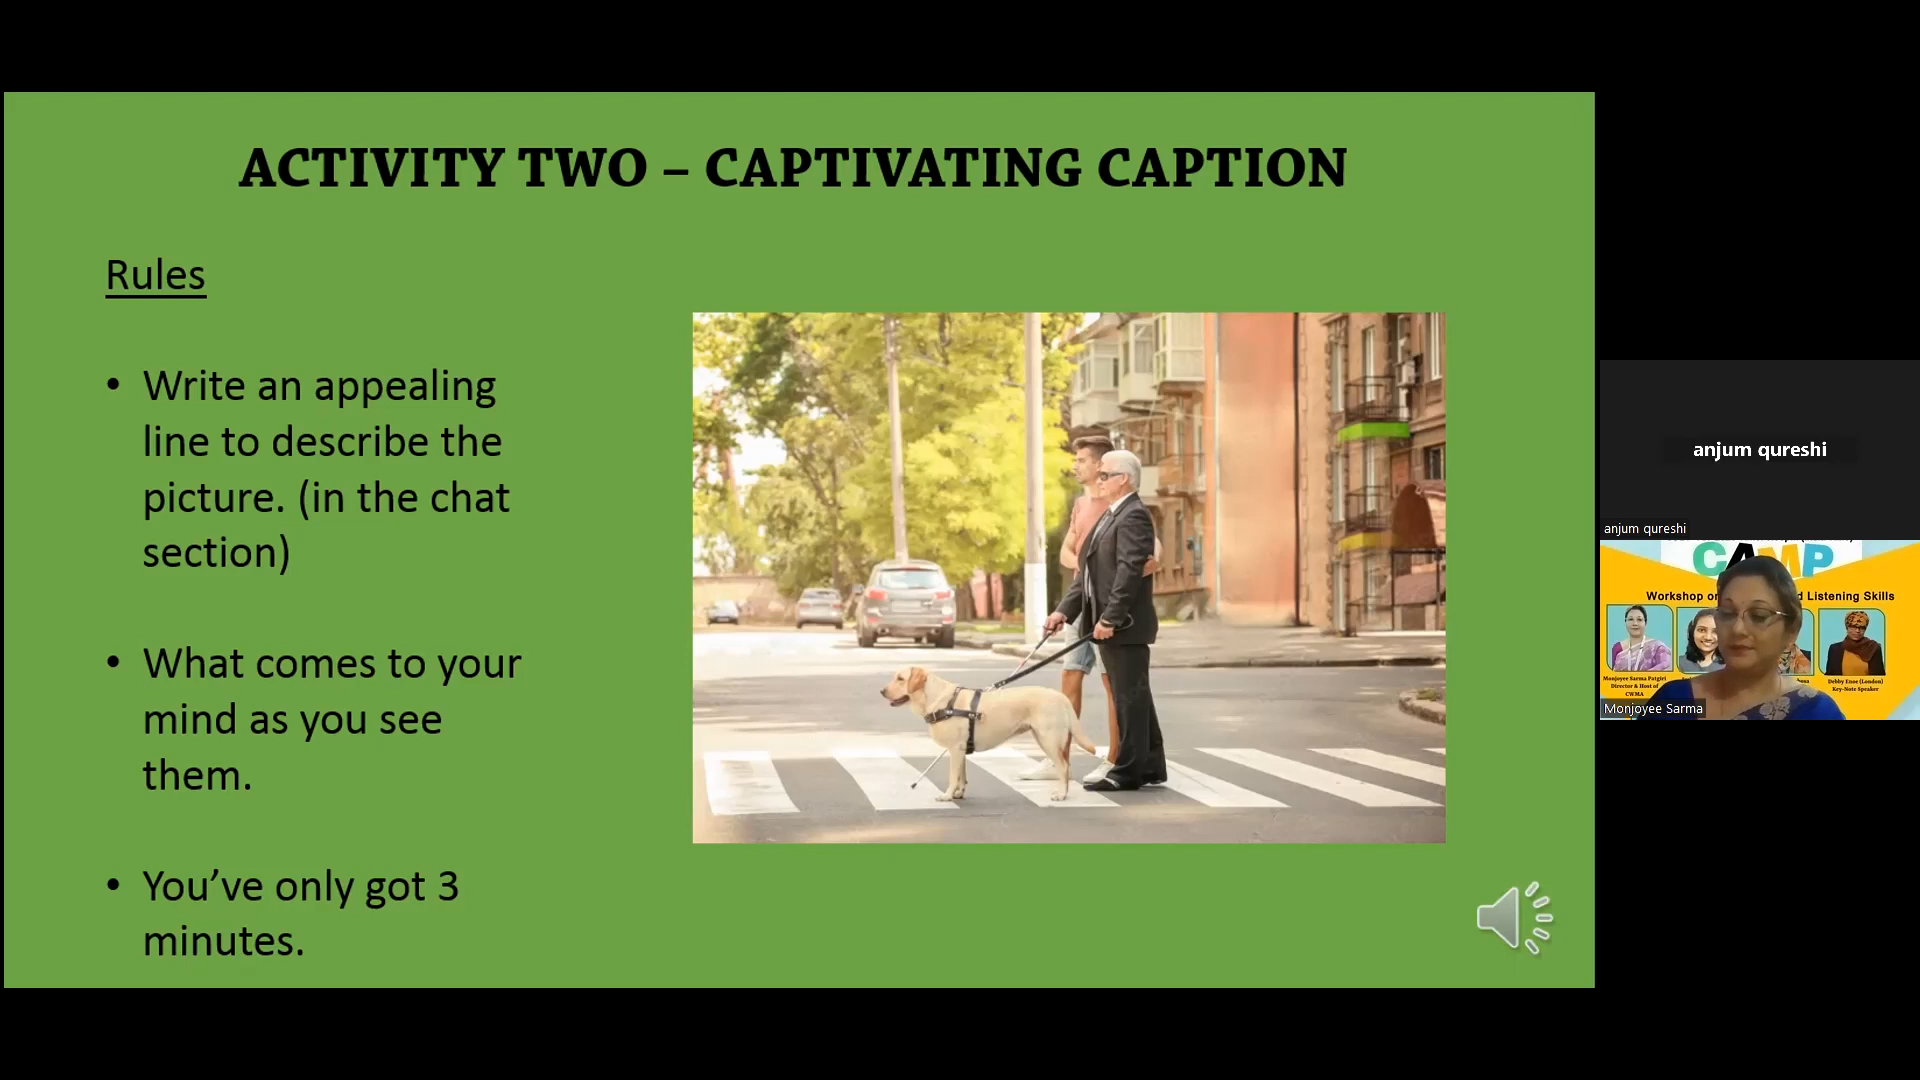 ACTIVITY TWO – CAPTIVATING CAPTION
Rules
• Write an appealing
line to describe the
picture. (in the chat
section)
• What comes to your
mind as you see
them.
• You’ve only got 3
minutes.
anjum qureshi
anjum qureshi
CAMP
Workshop on d Listening Skills
Monjoyee Sarma Patgiri
Director & Host of
CWMA
Debby Enoe (London)
Key-Note Speaker
Monjoyee Sarma